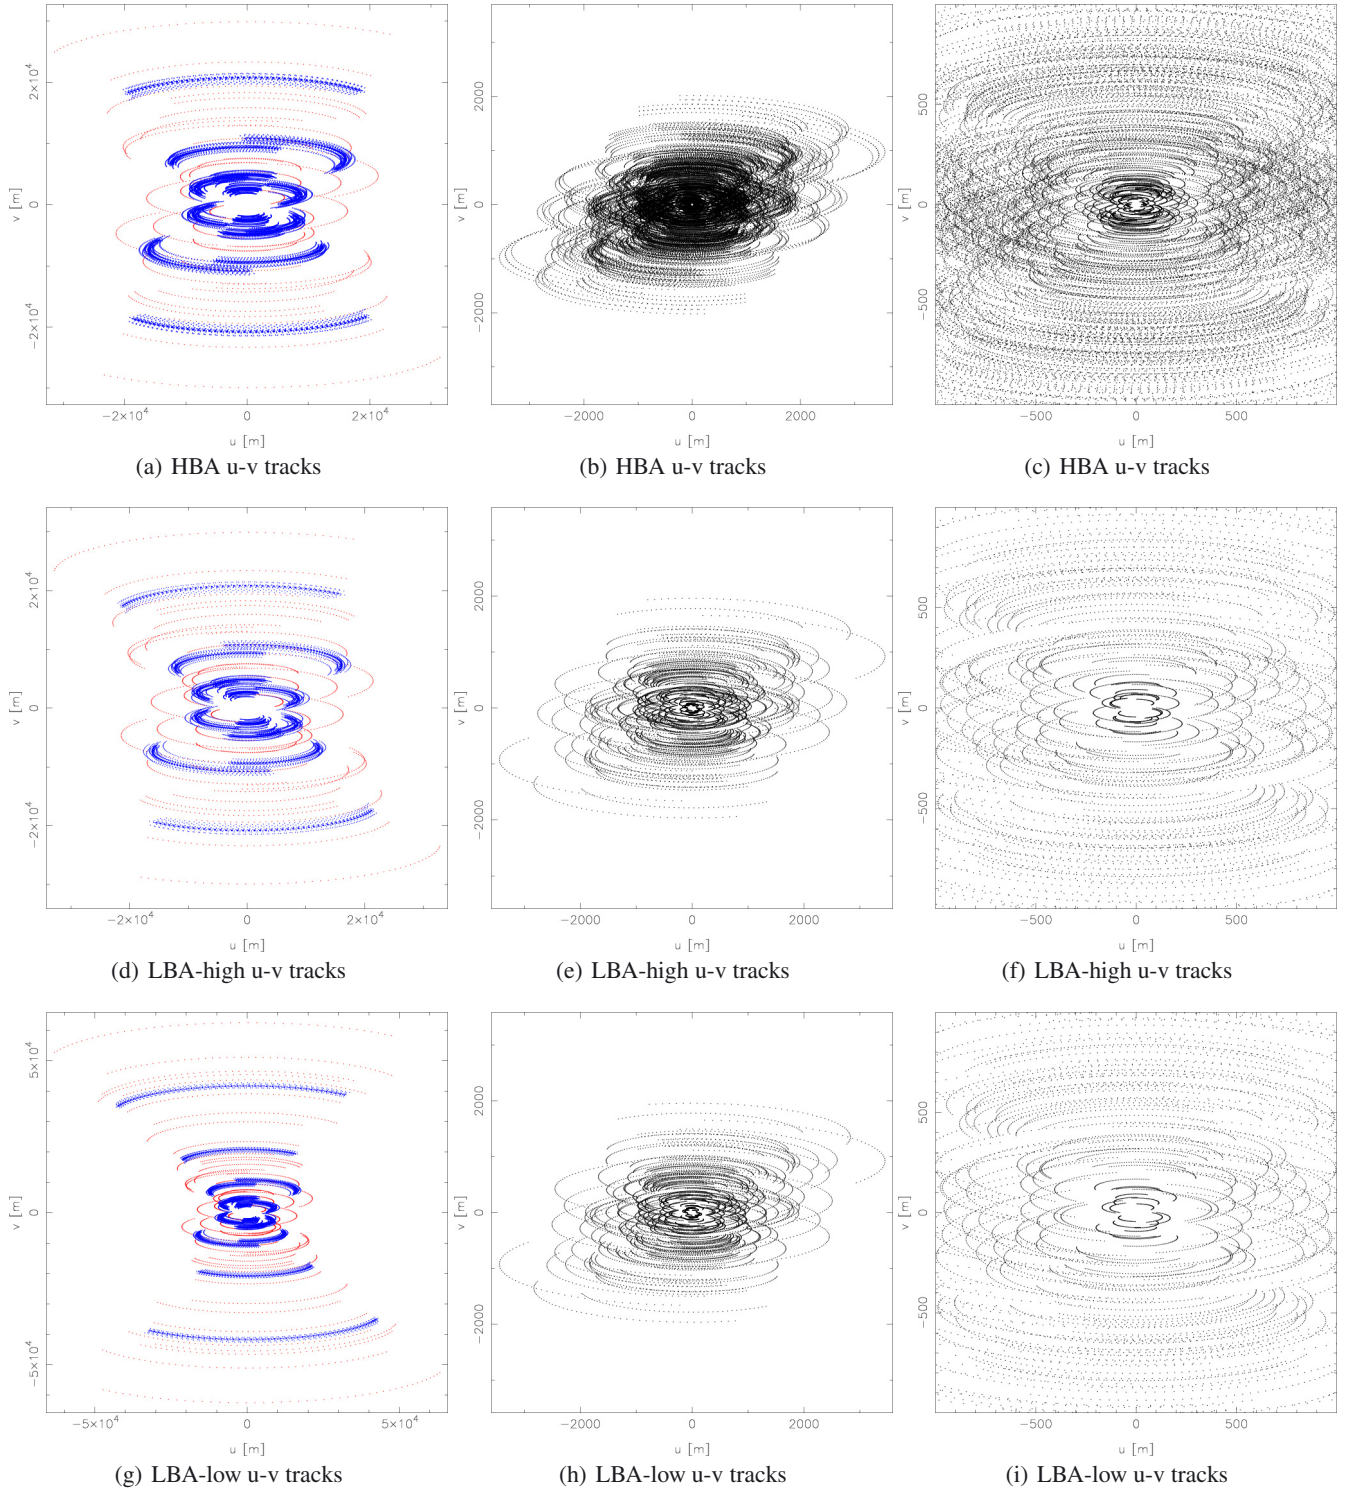 2×10⁴
0
−2×10⁴
v [m]
−2×10⁴ 0 2×10⁴
u [m]
(a) HBA u-v tracks
2000
0
−2000
v [m]
−2000 0 2000
u [m]
(b) HBA u-v tracks
500
0
−500
v [m]
−500 0 500
u [m]
(c) HBA u-v tracks
2×10⁴
0
−2×10⁴
v [m]
−2×10⁴ 0 2×10⁴
u [m]
(d) LBA-high u-v tracks
2000
0
−2000
v [m]
−2000 0 2000
u [m]
(e) LBA-high u-v tracks
500
0
−500
v [m]
−500 0 500
u [m]
(f) LBA-high u-v tracks
5×10⁴
0
−5×10⁴
v [m]
−5×10⁴ 0 5×10⁴
u [m]
(g) LBA-low u-v tracks
2000
0
−2000
v [m]
−2000 0 2000
u [m]
(h) LBA-low u-v tracks
500
0
−500
v [m]
−500 0 500
u [m]
(i) LBA-low u-v tracks